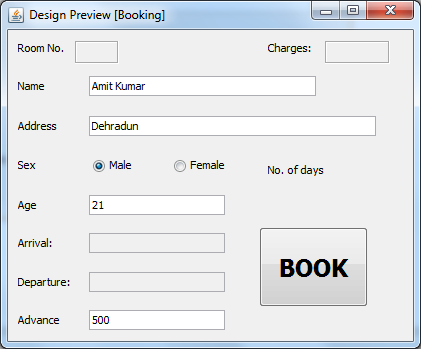 Design Preview [Booking]
Room No. Charges:
Name Amit Kumar
Address Dehradun
Sex Male Female No. of days
Age 21
Arrival:
BOOK
Departure:
Advance 500